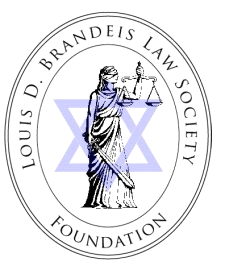 LOUIS D. BRANDEIS LAW SOCIETY
FOUNDATION